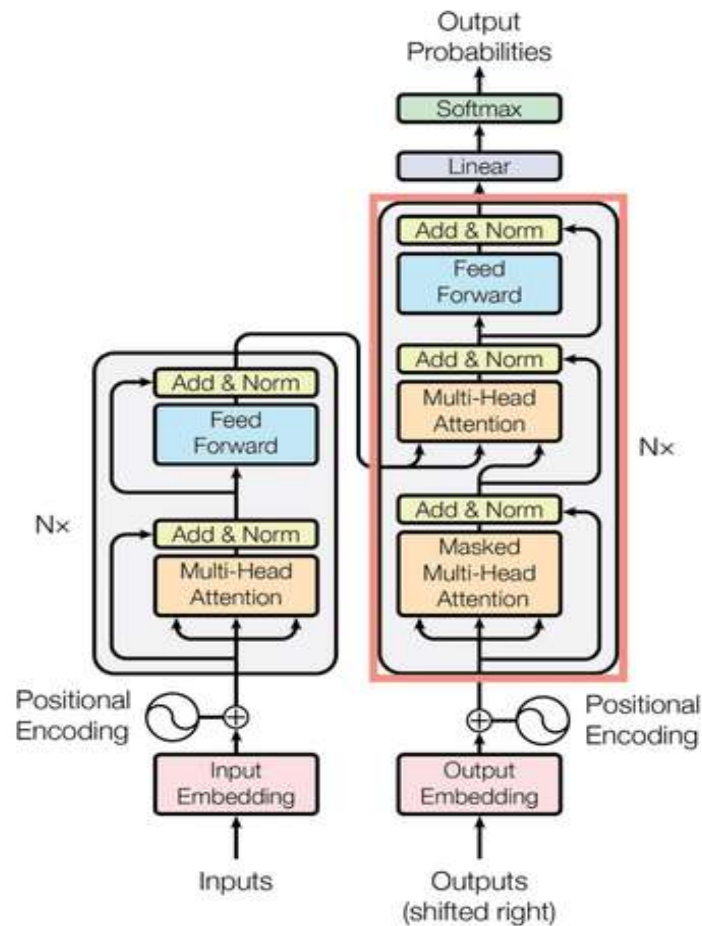 Output
Probabilities
Softmax
Linear
Add & Norm
Feed
Forward
Add & Norm
Multi-Head
Attention
Add & Norm
Masked
Multi-Head
Attention
Nx
Positional
Encoding
Output
Embedding
Outputs
(shifted right)
Add & Norm
Feed
Forward
Add & Norm
Multi-Head
Attention
Nx
Positional
Encoding
Input
Embedding
Inputs